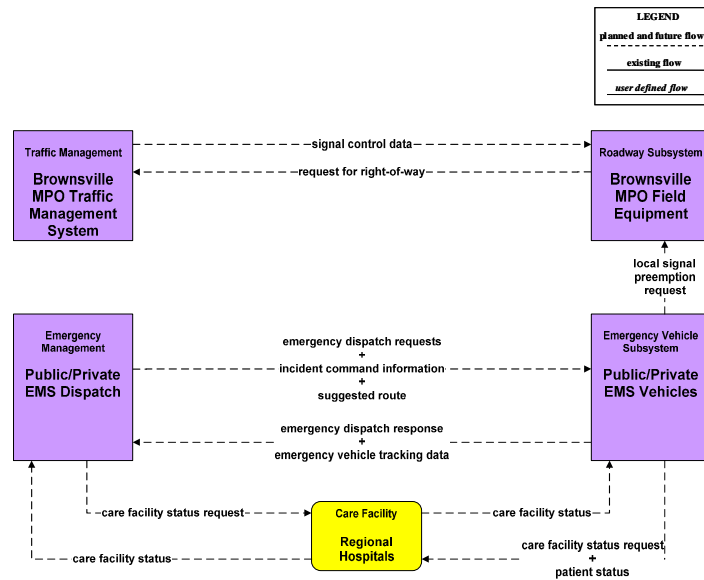 LEGEND
planned and future flow
existing flow
user defined flow
signal control data
request for right-of-way
Traffic Management
Brownsville
MPO Traffic
Management
System
Roadway Subsystem
Brownsville
MPO Field
Equipment
local signal
preemption
request
Emergency
Management
Public/Private
EMS Dispatch
emergency dispatch requests
+
incident command information
+
suggested route
Emergency Vehicle
Subsystem
Public/Private
EMS Vehicles
emergency dispatch response
+
emergency vehicle tracking data
care facility status request
Care Facility
Regional
Hospitals
care facility status
care facility status
care facility status request
+
patient status